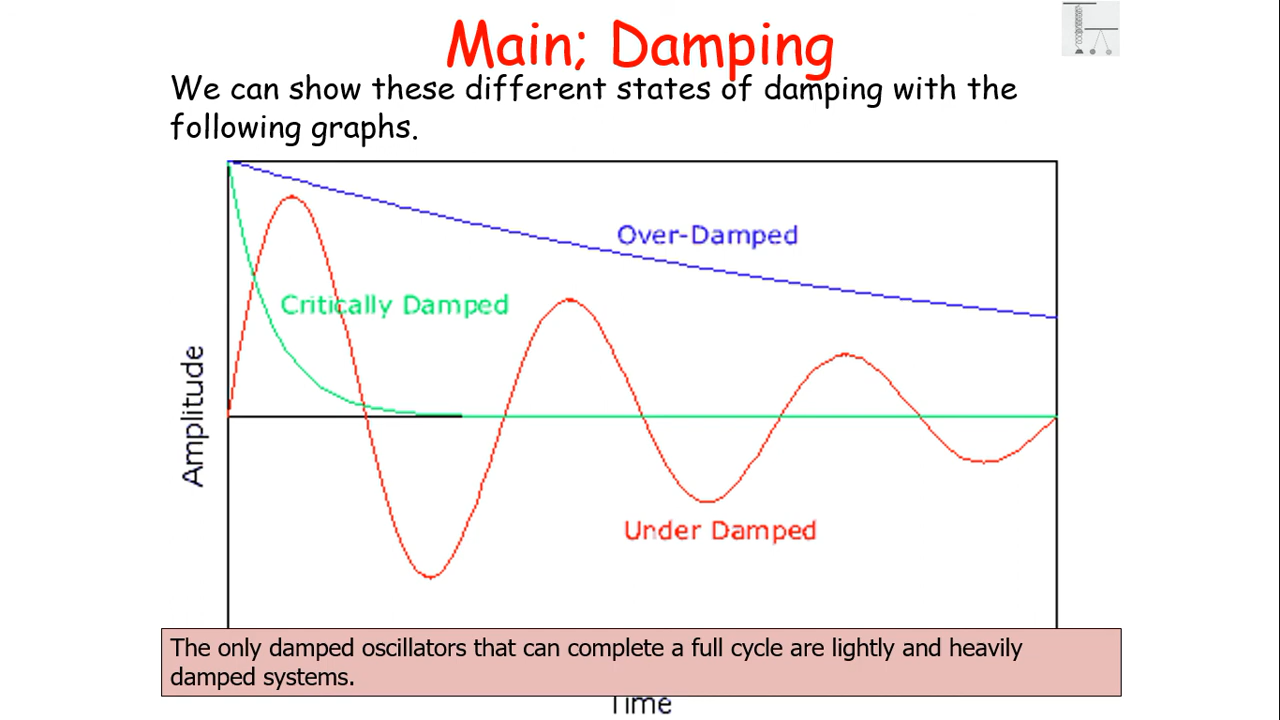 Main; Damping
We can show these different states of damping with the
following graphs.
Over-Damped
Critically Damped
Amplitude
Under Damped
The only damped oscillators that can complete a full cycle are lightly and heavily
damped systems.
Time